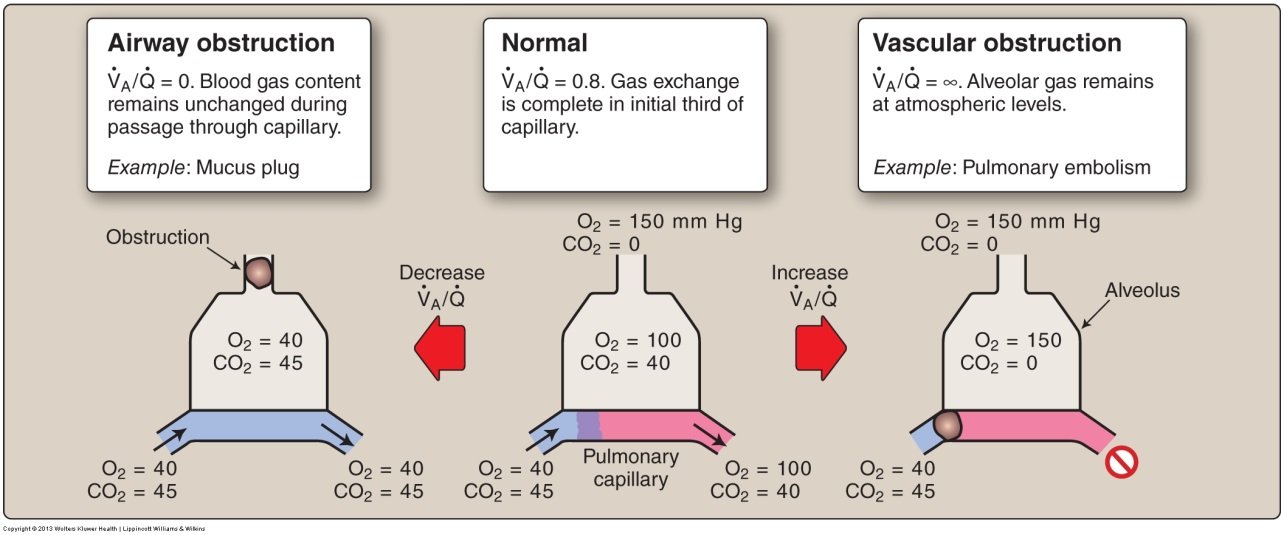 Airway obstruction
V̇A/Q̇ = 0. Blood gas content
remains unchanged during
passage through capillary.
Example: Mucus plug
Normal
V̇A/Q̇ = 0.8. Gas exchange
is complete in initial third of
capillary.
Vascular obstruction
V̇A/Q̇ = ∞. Alveolar gas remains
at atmospheric levels.
Example: Pulmonary embolism
Obstruction
O₂ = 40
CO₂ = 45
O₂ = 40
CO₂ = 45
O₂ = 40
CO₂ = 45
Decrease
V̇A/Q̇
O₂ = 150 mm Hg
CO₂ = 0
O₂ = 100
CO₂ = 40
O₂ = 40
CO₂ = 45
Pulmonary
capillary
O₂ = 100
CO₂ = 40
Increase
V̇A/Q̇
O₂ = 150 mm Hg
CO₂ = 0
Alveolus
O₂ = 150
CO₂ = 0
O₂ = 40
CO₂ = 45
Copyright © 2013 Wolters Kluwer Health | Lippincott Williams & Wilkins